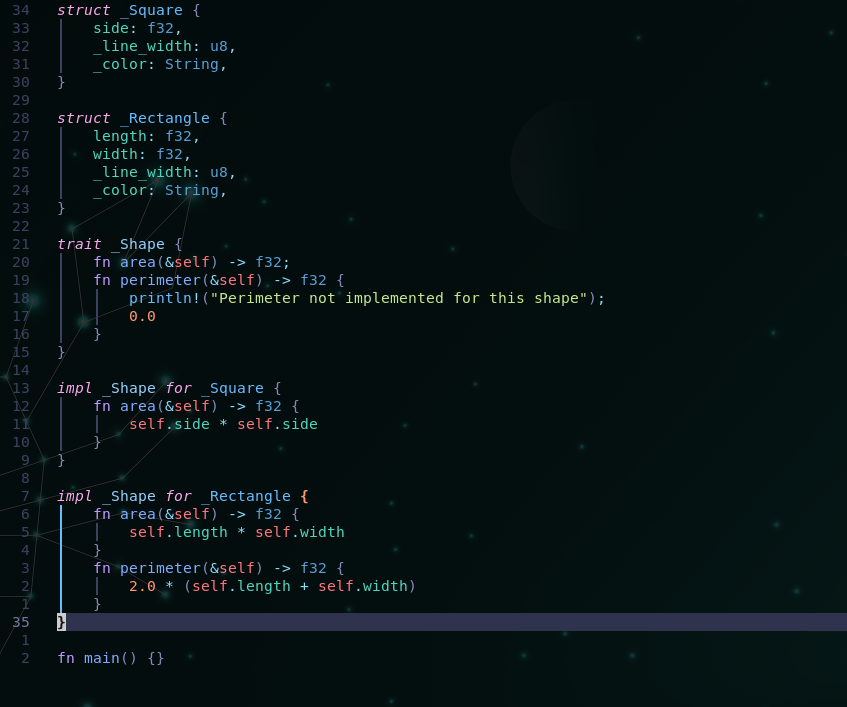 34 struct _Square {
33     side: f32,
32     _line_width: u8,
31     _color: String,
30 }
29
28 struct _Rectangle {
27     length: f32,
26     width: f32,
25     _line_width: u8,
24     _color: String,
23 }
22
21 trait _Shape {
20     fn area(&self) -> f32;
19     fn perimeter(&self) -> f32 {
18         println!("Perimeter not implemented for this shape");
17         0.0
16     }
15 }
14
13 impl _Shape for _Square {
12     fn area(&self) -> f32 {
11         self.side * self.side
10     }
9 }
8
7 impl _Shape for _Rectangle {
6     fn area(&self) -> f32 {
5         self.length * self.width
4     }
3     fn perimeter(&self) -> f32 {
2         2.0 * (self.length + self.width)
1     }
35 }
1
2 fn main() {}